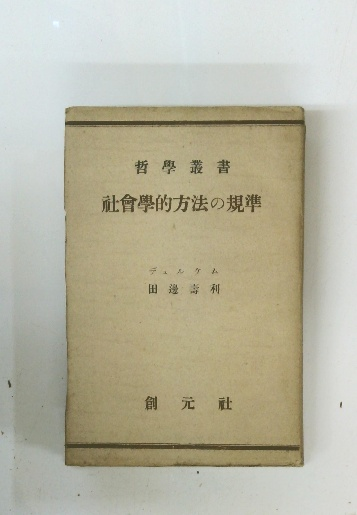 哲學叢書
社會學的方法の規準
デュルケム
田邊壽利
創元社